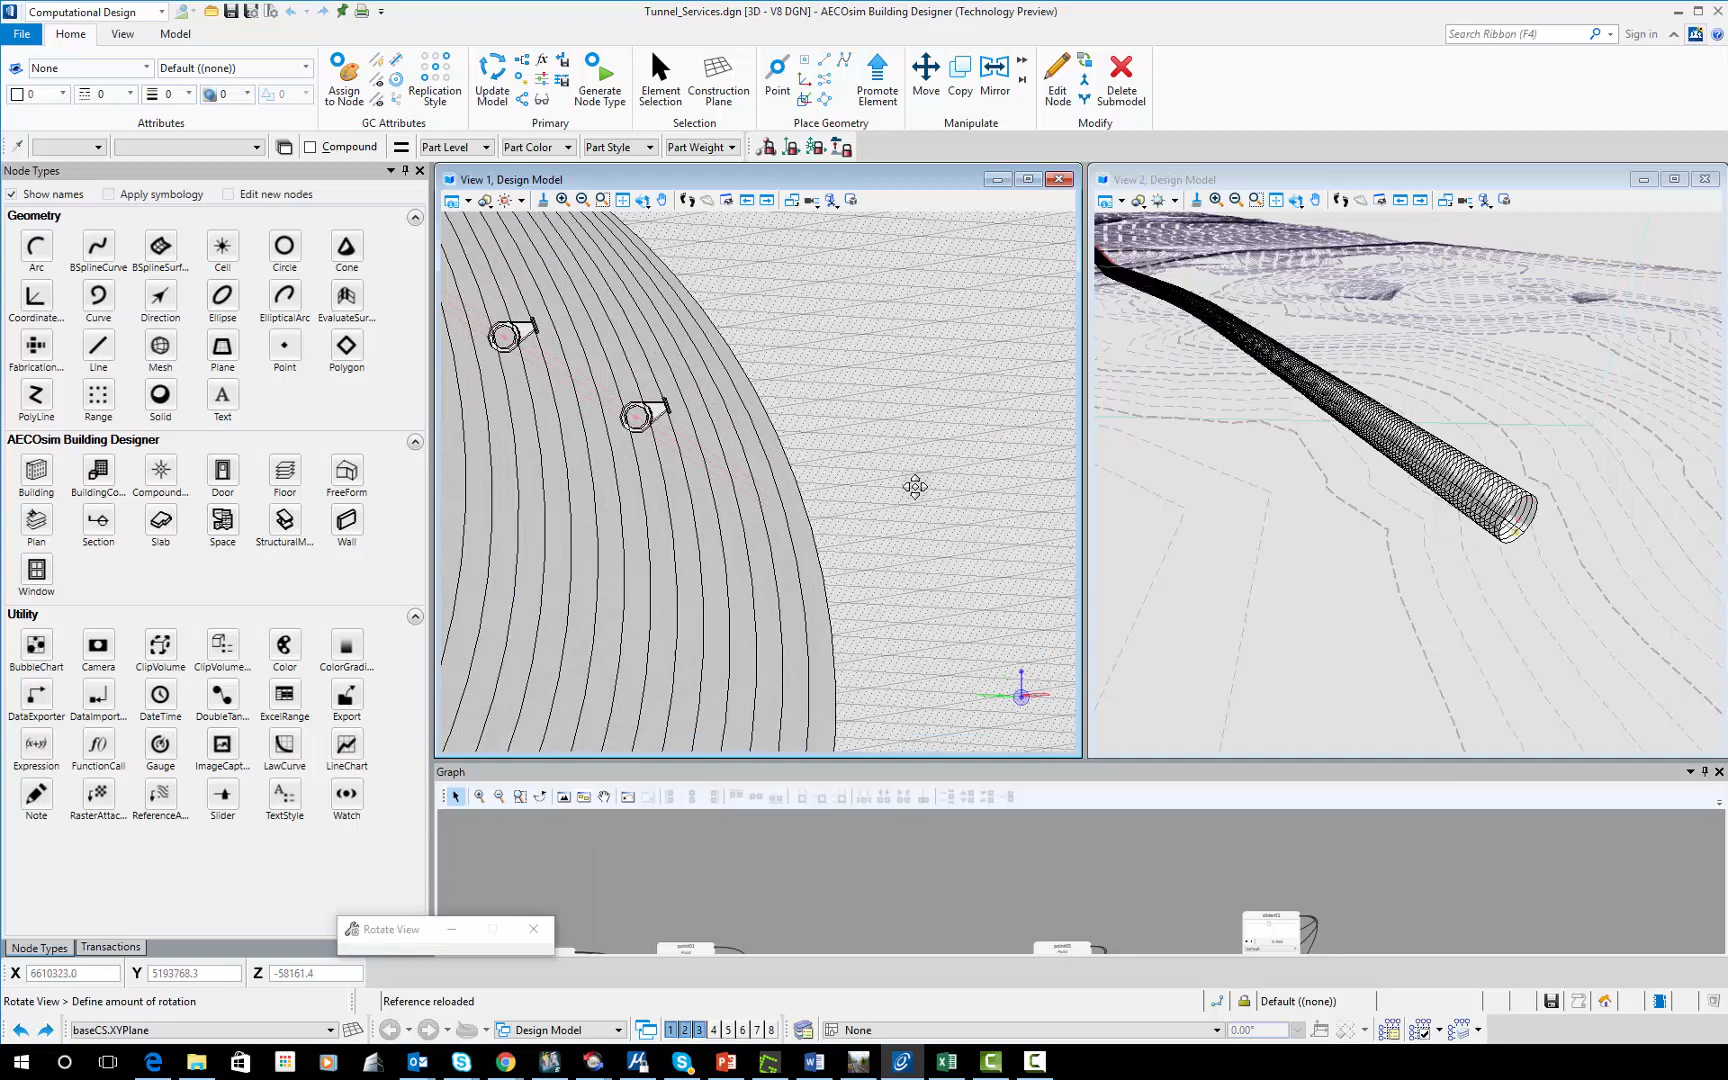 Computational Design
Tunnel_Services.dgn [3D - V8 DGN] - AECOsim Building Designer (Technology Preview)
File Home View Model
Search Ribbon (F4) Sign in
None Default ((none))
0 0 0 0 0
Assign to Node
Replication Style
Update Model
Generate Node Type
Element Selection
Construction Plane
Point
Promote Element
Move Copy Mirror
Edit Node
Delete Submodel
Attributes GC Attributes Primary Selection Place Geometry Manipulate Modify
Compound Part Level Part Color Part Style Part Weight
Node Types
Show names Apply symbology Edit new nodes
Geometry
Arc BSplineCurve BSplineSurf... Cell Circle Cone
Coordinate... Curve Direction Ellipse EllipticalArc EvaluateSur...
Fabrication... Line Mesh Plane Point Polygon
PolyLine Range Solid Text
AECOsim Building Designer
Building BuildingCo... Compound... Door Floor FreeForm
Plan Section Slab Space StructuralM... Wall
Window
Utility
BubbleChart Camera ClipVolume ClipVolume... Color ColorGradi...
DataExporter DataImport... DateTime DoubleTan... ExcelRange Export
Expression FunctionCall Gauge ImageCapt... LawCurve LineChart
Note RasterAttac... ReferenceA... Slider TextStyle Watch
Node Types Transactions
View 1, Design Model
View 2, Design Model
Graph
point01
point05
slider01
Rotate View
X 6610323.0 Y 5193768.3 Z -58161.4
Rotate View > Define amount of rotation
Reference reloaded
Default ((none))
baseCS.XYPlane
Design Model
1 2 3 4 5 6 7 8
None
0.00°